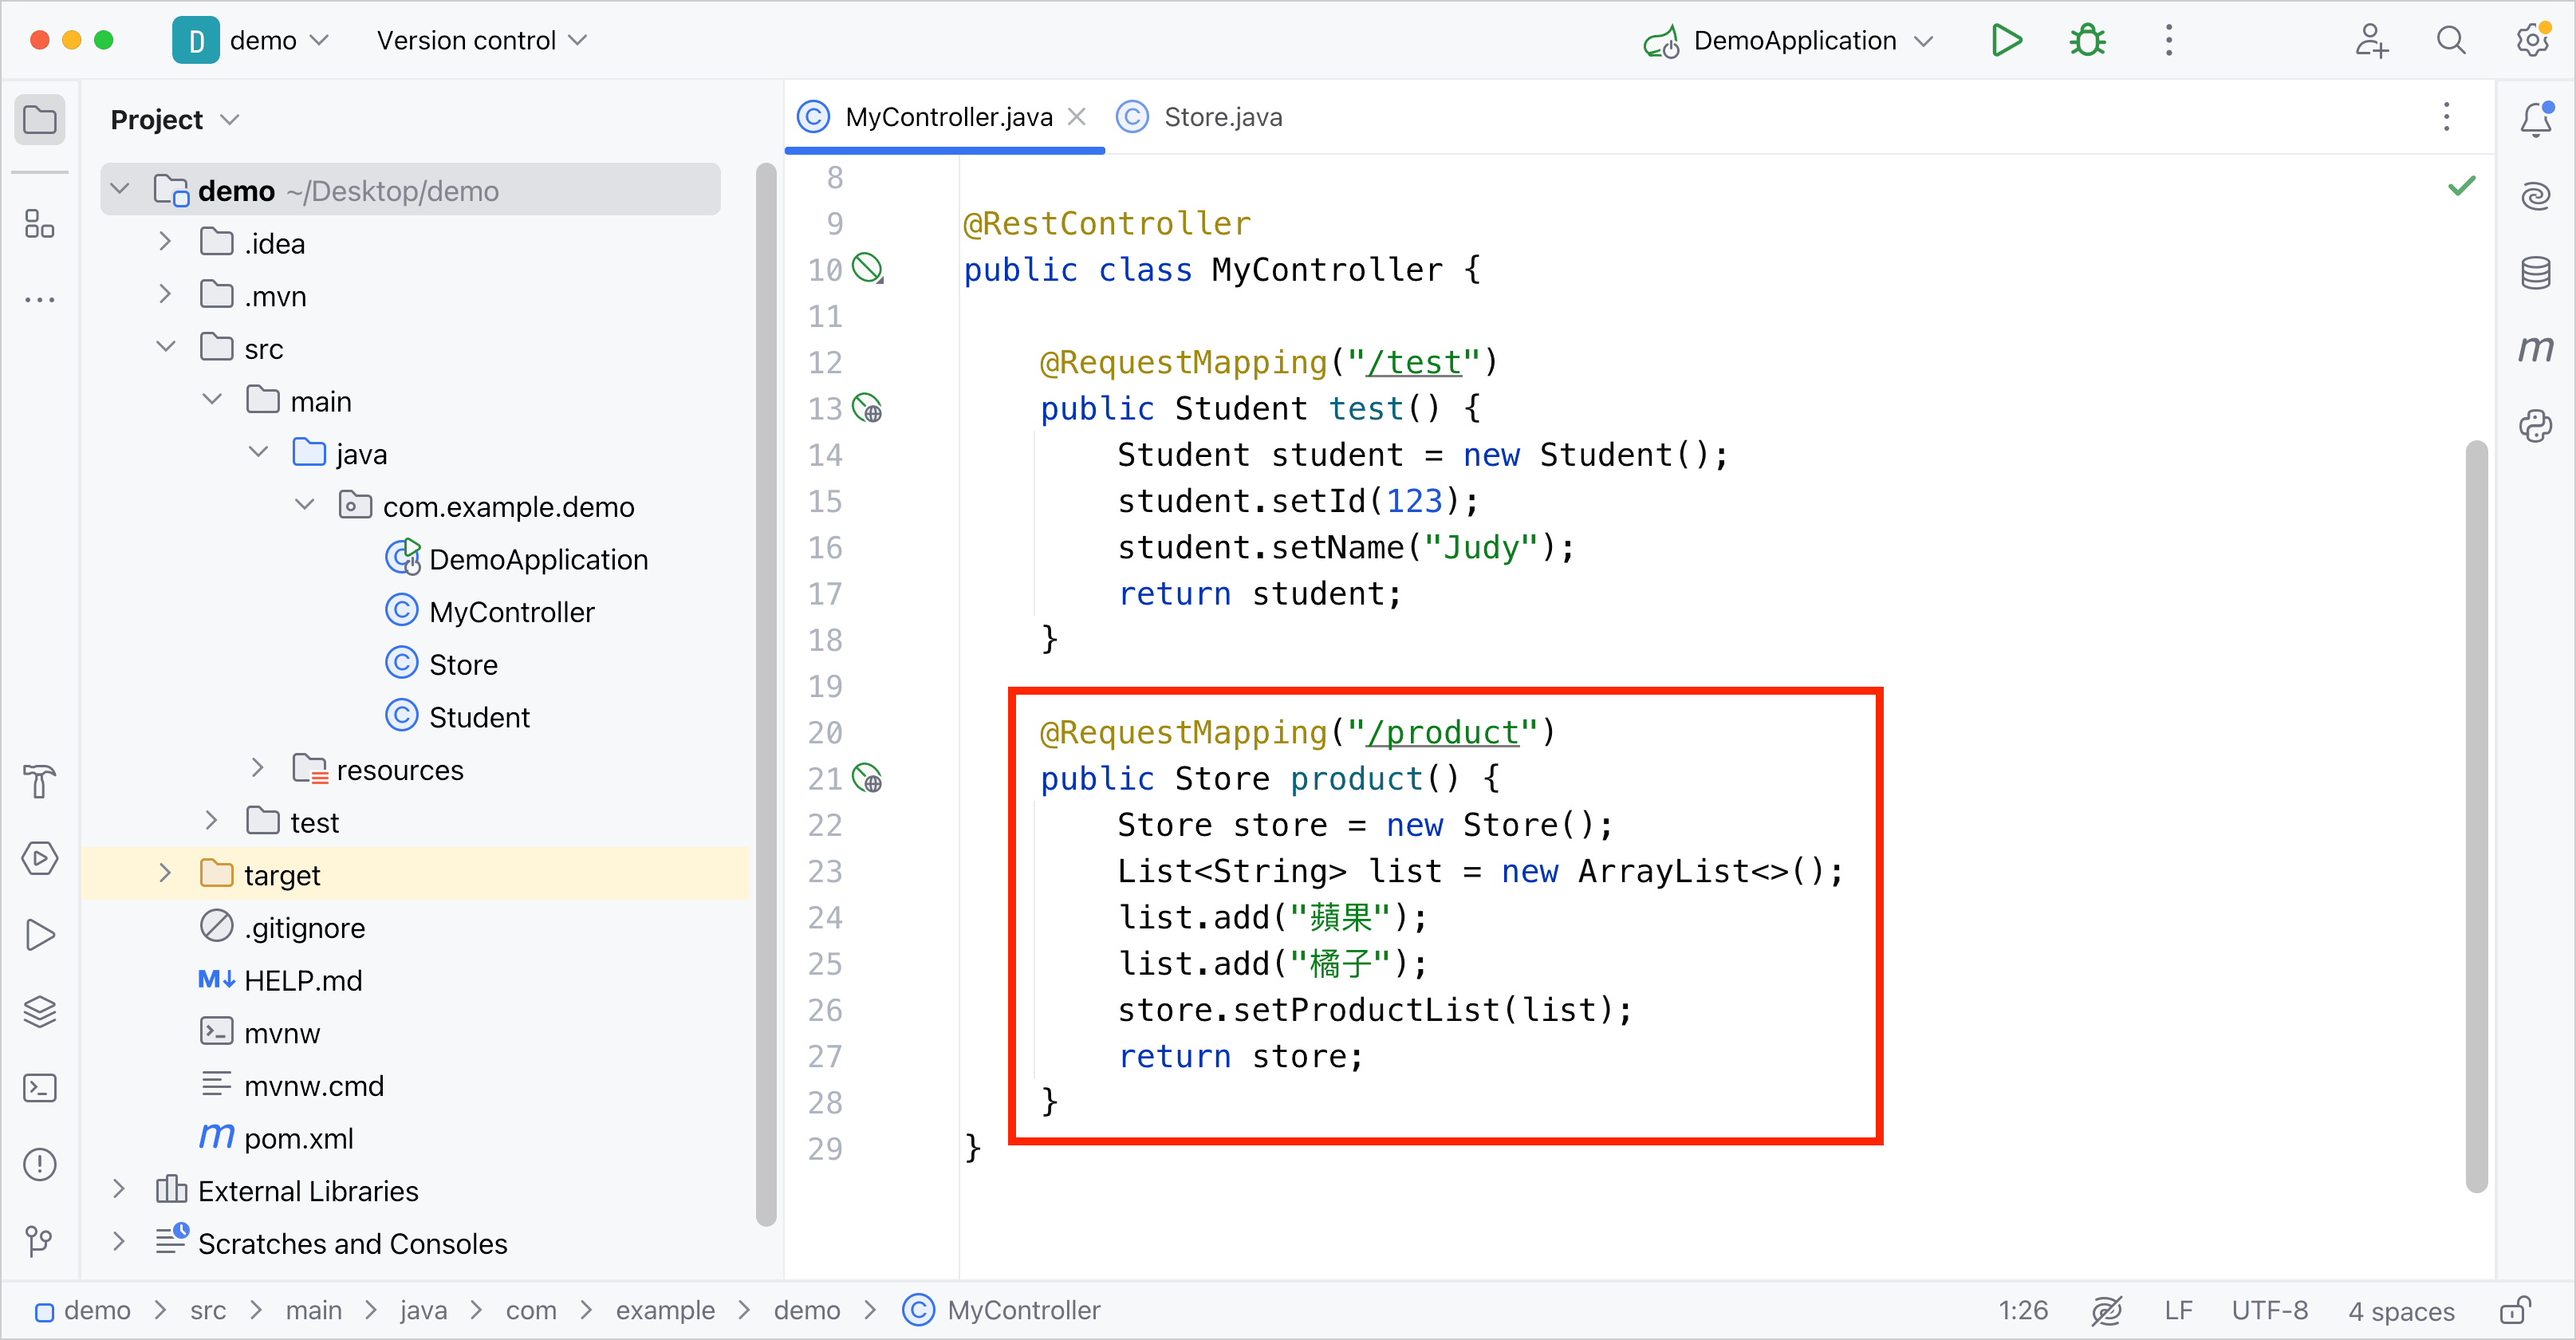 D demo Version control DemoApplication
Project
MyController.java Store.java
demo ~/Desktop/demo
.idea
.mvn
src
main
java
com.example.demo
DemoApplication
MyController
Store
Student
resources
test
target
.gitignore
M↓ HELP.md
mvnw
mvnw.cmd
m pom.xml
External Libraries
Scratches and Consoles
8
9 @RestController
10 public class MyController {
11
12 @RequestMapping("/test")
13 public Student test() {
14 Student student = new Student();
15 student.setId(123);
16 student.setName("Judy");
17 return student;
18 }
19
20 @RequestMapping("/product")
21 public Store product() {
22 Store store = new Store();
23 List<String> list = new ArrayList<>();
24 list.add("蘋果");
25 list.add("橘子");
26 store.setProductList(list);
27 return store;
28 }
29 }
m
demo > src > main > java > com > example > demo > MyController 1:26 LF UTF-8 4 spaces